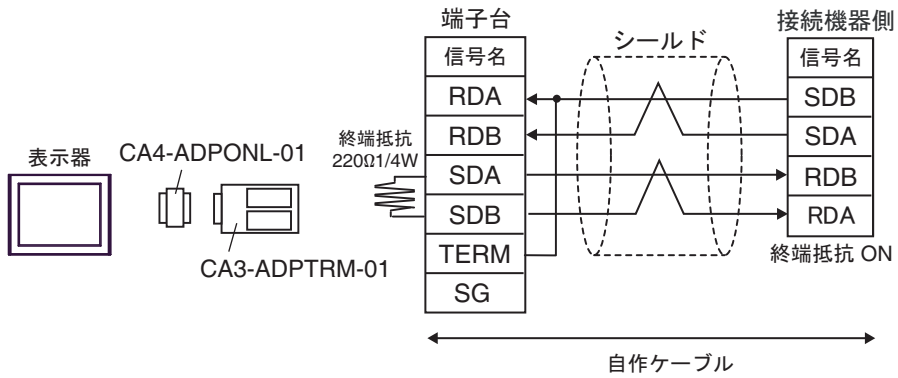 端子台
接続機器側
信号名
シールド
信号名
RDA
SDB
RDB
SDA
終端抵抗
220Ω1/4W
表示器
CA4-ADPONL-01
SDA
RDB
SDB
RDA
CA3-ADPTRM-01
TERM
終端抵抗 ON
SG
自作ケーブル